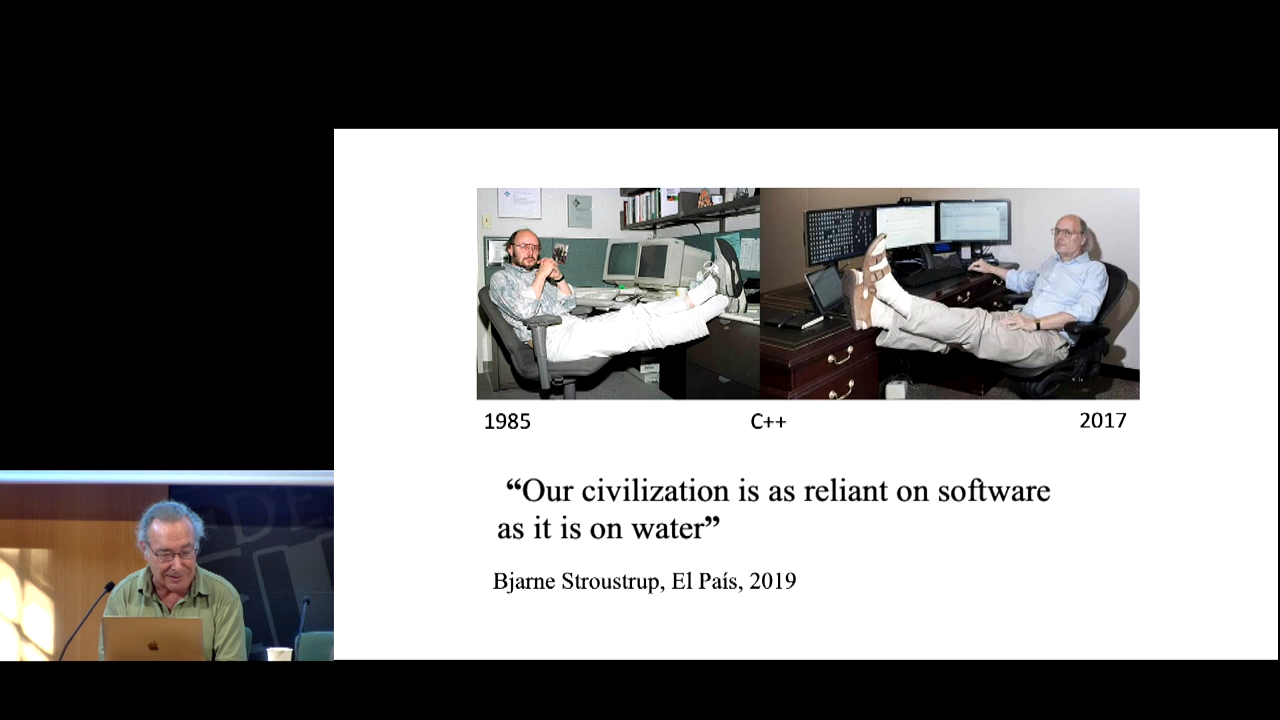 1985 C++ 2017
“Our civilization is as reliant on software
as it is on water”
Bjarne Stroustrup, El País, 2019